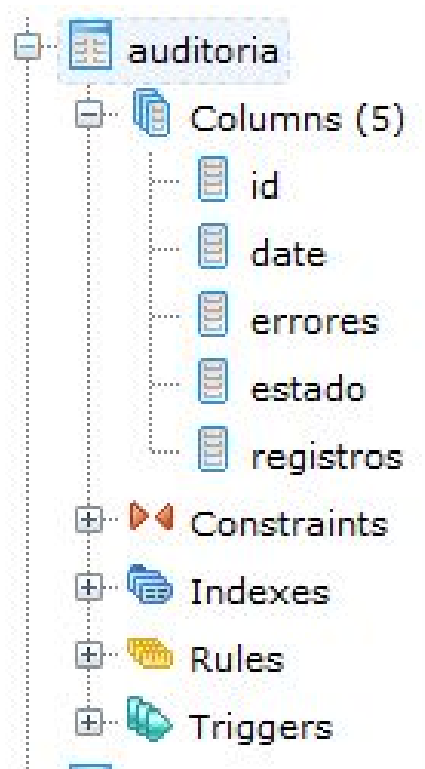 auditoria
Columns (5)
id
date
errores
estado
registros
Constraints
Indexes
Rules
Triggers